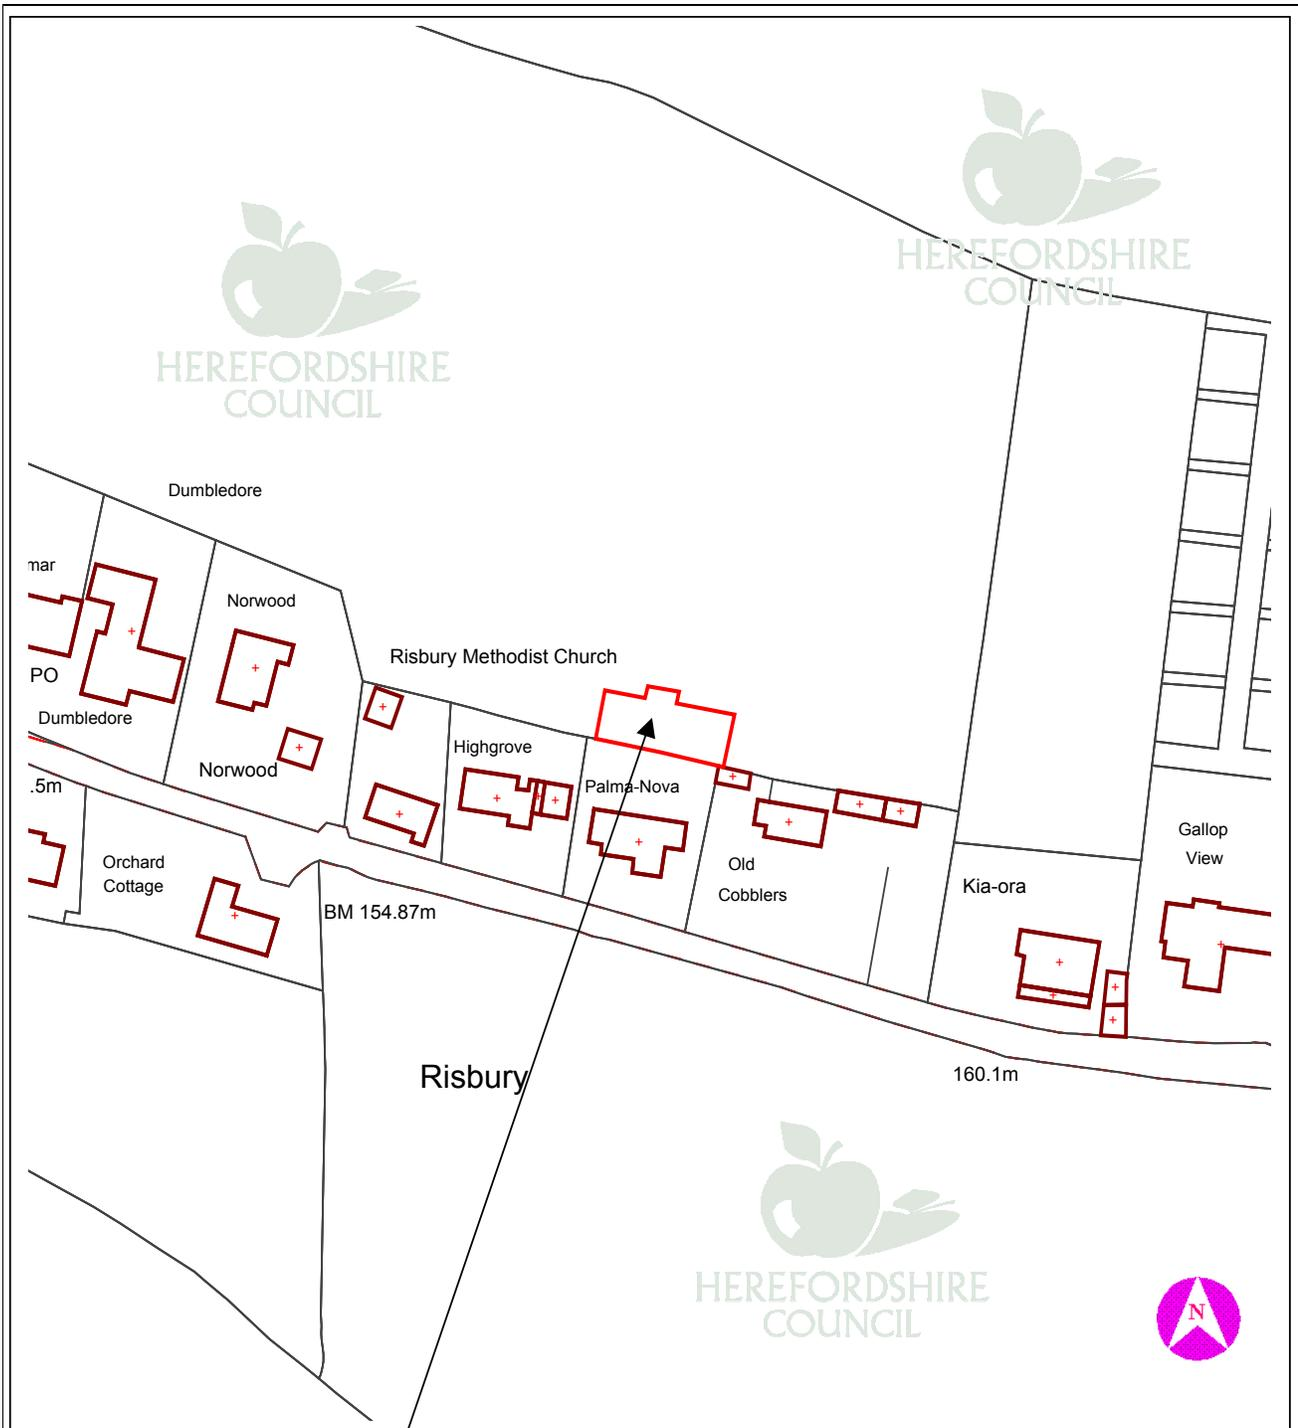 HEREFORDSHIRE
COUNCIL
HEREFORDSHIRE
COUNCIL
Dumbledore
mar
Norwood
Risbury Methodist Church
PO
Dumbledore
Highgrove
Norwood
.5m
Palma-Nova
Gallop
View
Orchard
Cottage
Old
Cobblers
Kia-ora
BM 154.87m
Risbury
160.1m
HEREFORDSHIRE
COUNCIL
N